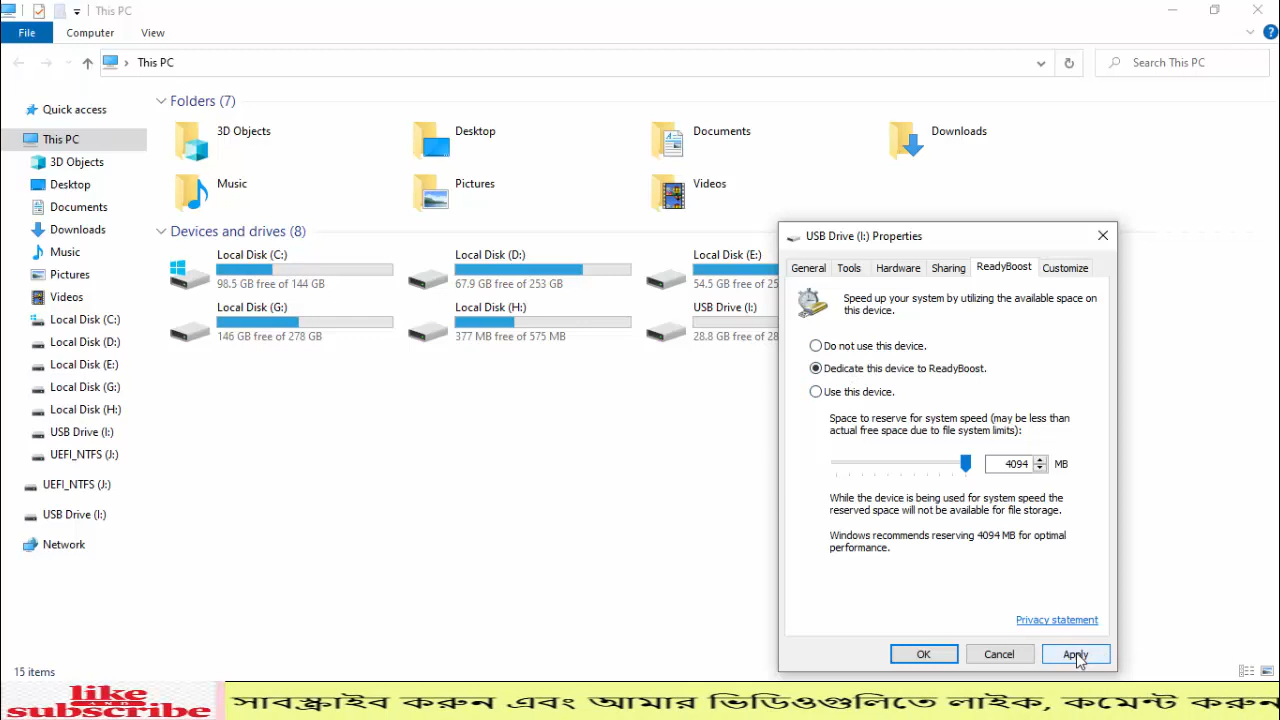 This PC
File
Computer
View
This PC
Search This PC
Quick access
This PC
3D Objects
Desktop
Documents
Downloads
Music
Pictures
Videos
Local Disk (C:)
Local Disk (D:)
Local Disk (E:)
Local Disk (G:)
Local Disk (H:)
USB Drive (I:)
UEFI_NTFS (J:)
UEFI_NTFS (J:)
USB Drive (I:)
Network
Folders (7)
3D Objects
Desktop
Documents
Downloads
Music
Pictures
Videos
Devices and drives (8)
Local Disk (C:)
98.5 GB free of 144 GB
Local Disk (D:)
67.9 GB free of 253 GB
Local Disk (E:)
54.5 GB free of 25
Local Disk (G:)
146 GB free of 278 GB
Local Disk (H:)
377 MB free of 575 MB
USB Drive (I:)
28.8 GB free of 28
USB Drive (I:) Properties
General
Tools
Hardware
Sharing
ReadyBoost
Customize
Speed up your system by utilizing the available space on
this device.
Do not use this device.
Dedicate this device to ReadyBoost.
Use this device.
Space to reserve for system speed (may be less than
actual free space due to file system limits):
4094 MB
While the device is being used for system speed the
reserved space will not be available for file storage.
Windows recommends reserving 4094 MB for optimal
performance.
Privacy statement
OK
Cancel
Apply
15 items
like
AND
subscribe
সাবস্ক্রাইব করুন এবং আমার ভিডিওগুলিতে লাইক, কমেন্ট করুন